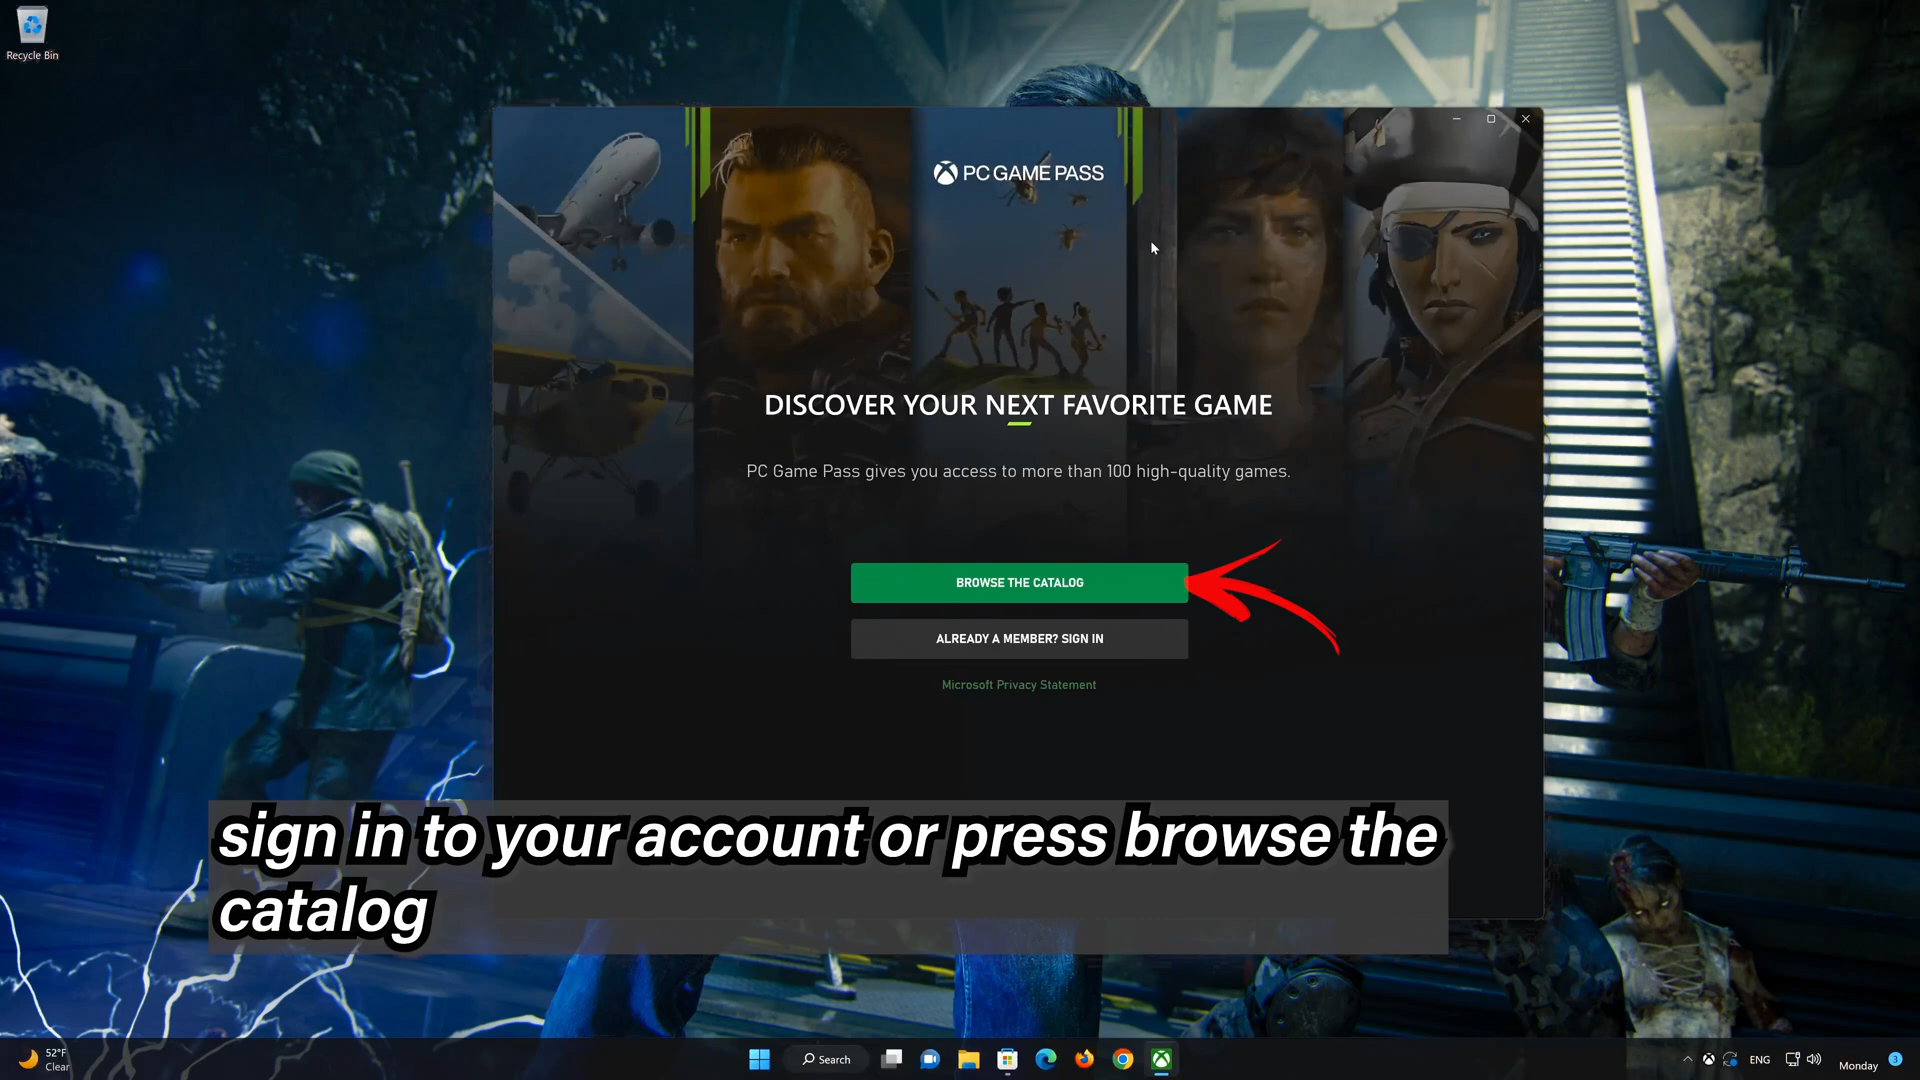 Recycle Bin
PC GAME PASS
DISCOVER YOUR NEXT FAVORITE GAME
PC Game Pass gives you access to more than 100 high-quality games.
BROWSE THE CATALOG
ALREADY A MEMBER? SIGN IN
Microsoft Privacy Statement
sign in to your account or press browse the
catalog
52°F
Clear
Search
ENG
Monday
3